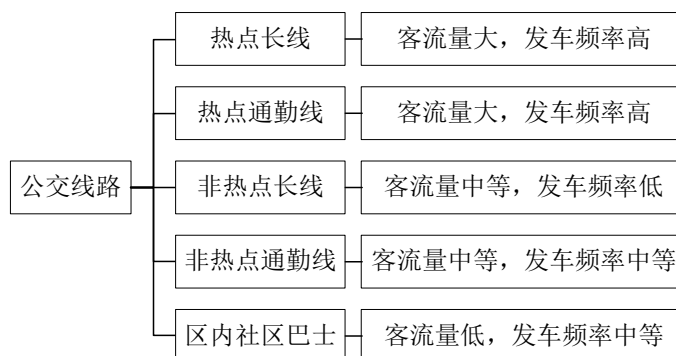 热点长线
客流量大，发车频率高
热点通勤线
客流量大，发车频率高
公交线路
非热点长线
客流量中等，发车频率低
非热点通勤线
客流量中等，发车频率中等
区内社区巴士
客流量低，发车频率中等